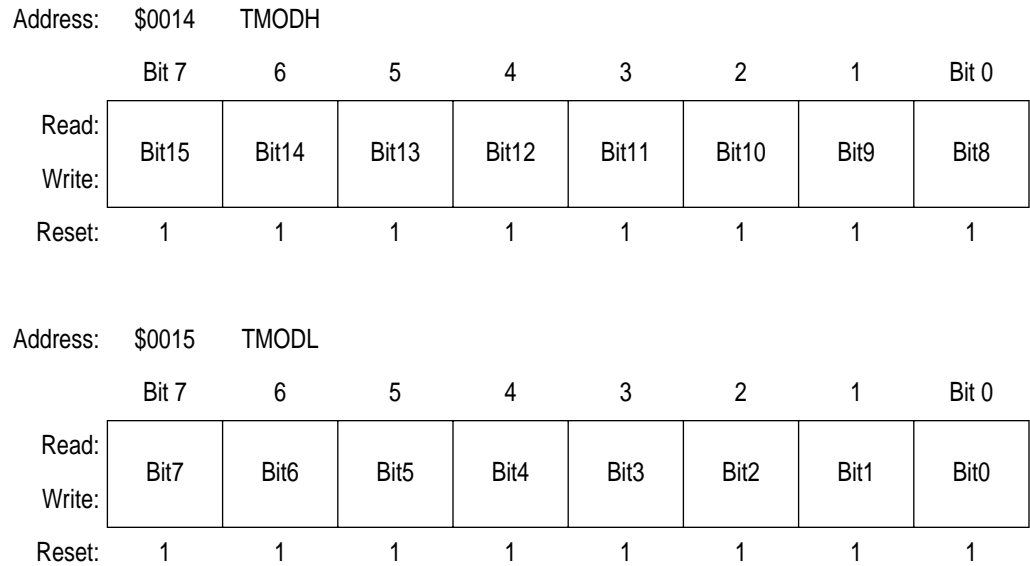 Address: $0014 TMODH
Bit 7 6 5 4 3 2 1 Bit 0
Read:
Bit15 Bit14 Bit13 Bit12 Bit11 Bit10 Bit9 Bit8
Write:
Reset: 1 1 1 1 1 1 1 1
Address: $0015 TMODL
Bit 7 6 5 4 3 2 1 Bit 0
Read:
Bit7 Bit6 Bit5 Bit4 Bit3 Bit2 Bit1 Bit0
Write:
Reset: 1 1 1 1 1 1 1 1